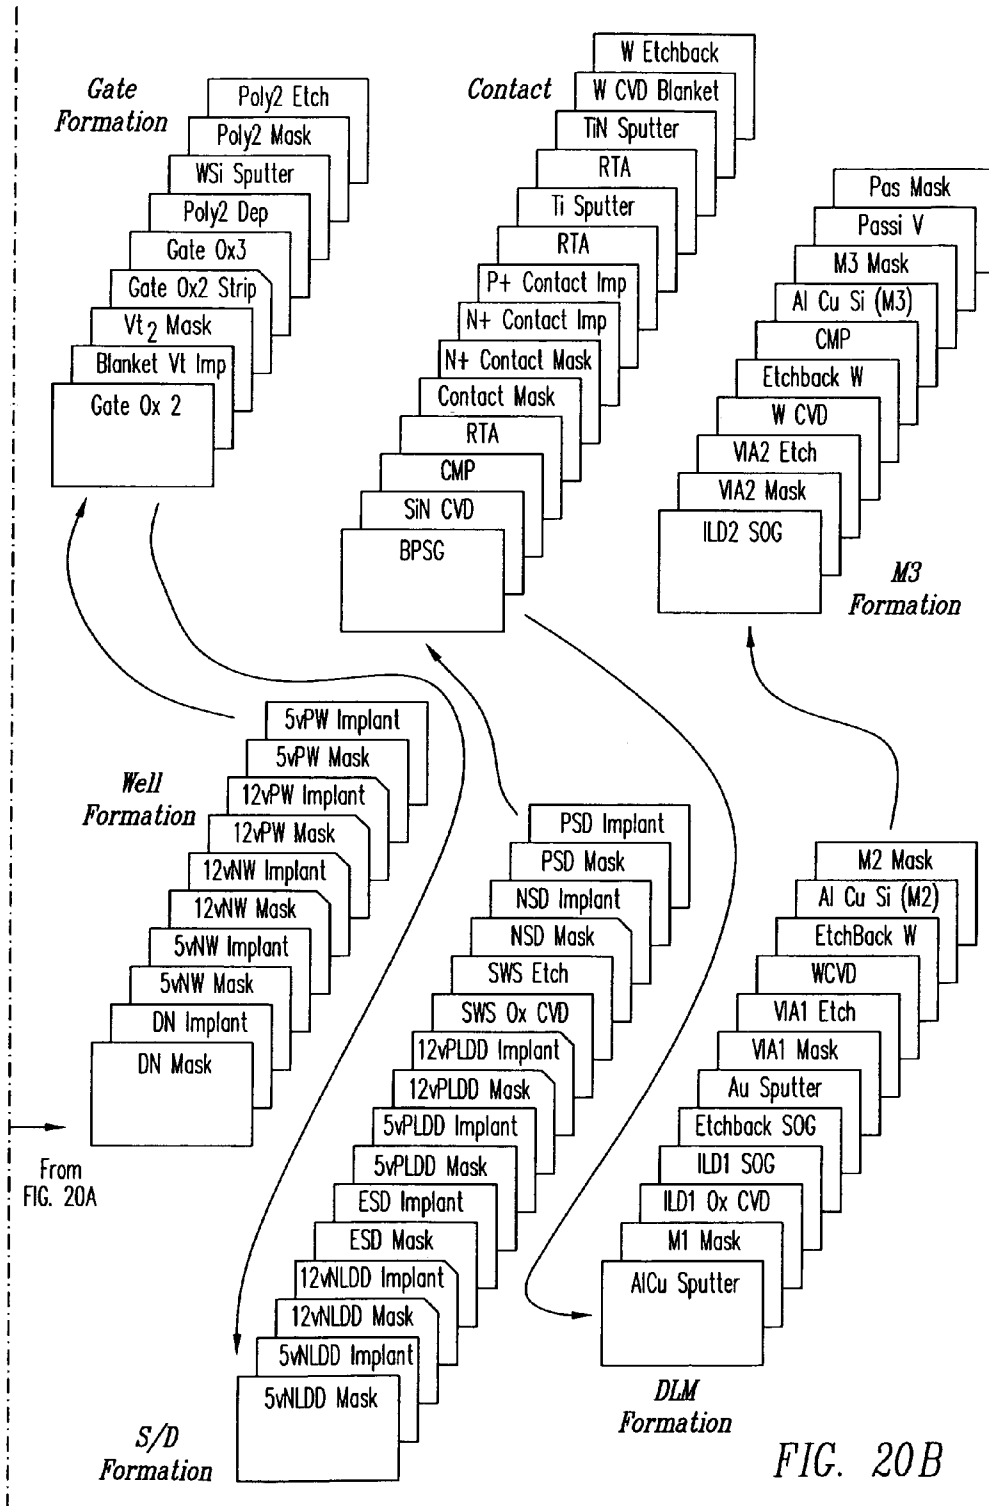 Gate
Formation
Poly2 Etch
Poly2 Mask
WSi Sputter
Poly2 Dep
Gate Ox3
Gate Ox2 Strip
Vt2 Mask
Blanket Vt Imp
Gate Ox 2
Contact
W Etchback
W CVD Blanket
TiN Sputter
RTA
Ti Sputter
RTA
P+ Contact Imp
N+ Contact Imp
N+ Contact Mask
Contact Mask
RTA
CMP
SiN CVD
BPSG
Pas Mask
Passi V
M3 Mask
Al Cu Si (M3)
CMP
Etchback W
W CVD
VIA2 Etch
VIA2 Mask
ILD2 SOG
M3
Formation
Well
Formation
5vPW Implant
5vPW Mask
12vPW Implant
12vPW Mask
12vNW Implant
12vNW Mask
5vNW Implant
5vNW Mask
DN Implant
DN Mask
From
FIG. 20A
PSD Implant
PSD Mask
NSD Implant
NSD Mask
SWS Etch
SWS Ox CVD
12vPLDD Implant
12vPLDD Mask
5vPLDD Implant
5vPLDD Mask
ESD Implant
ESD Mask
12vNLDD Implant
12vNLDD Mask
5vNLDD Implant
5vNLDD Mask
S/D
Formation
M2 Mask
Al Cu Si (M2)
EtchBack W
WCVD
VIA1 Etch
VIA1 Mask
Au Sputter
Etchback SOG
ILD1 SOG
ILD1 Ox CVD
M1 Mask
AlCu Sputter
DLM
Formation
FIG. 20B